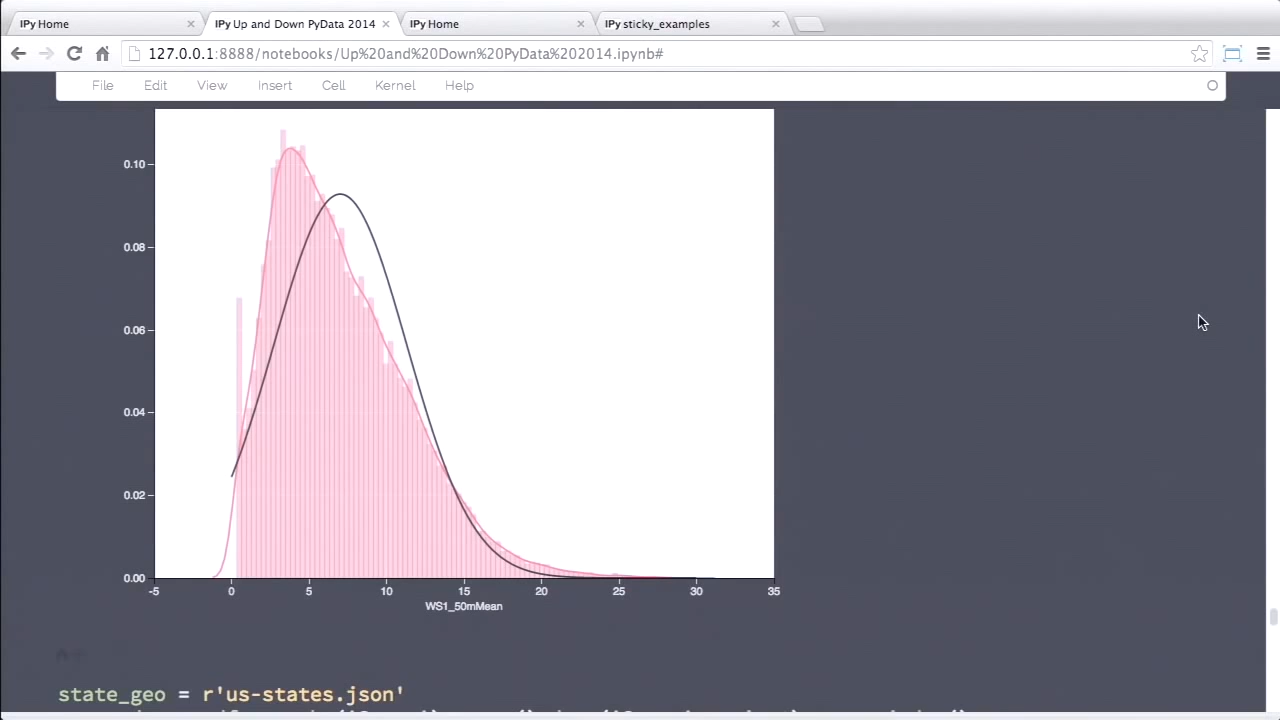 IPy Home
IPy Up and Down PyData 2014
IPy Home
IPy sticky_examples
127.0.0.1:8888/notebooks/Up%20and%20Down%20PyData%202014.ipynb#
File Edit View Insert Cell Kernel Help
0.10
0.08
0.06
0.04
0.02
0.00
-5 0 5 10 15 20 25 30 35
WS1_50mMean
state_geo = r'us-states.json'